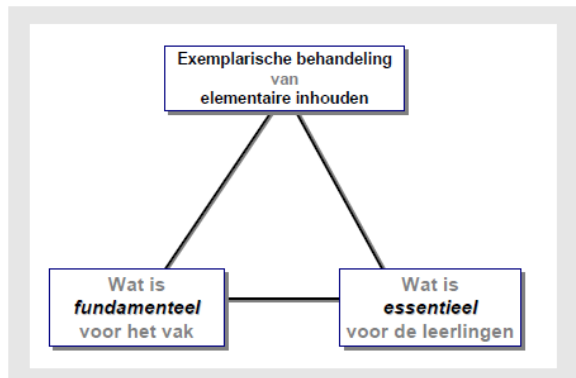 Exemplarische behandeling
van
elementaire inhouden
Wat is
fundamenteel
voor het vak
Wat is
essentieel
voor de leerlingen